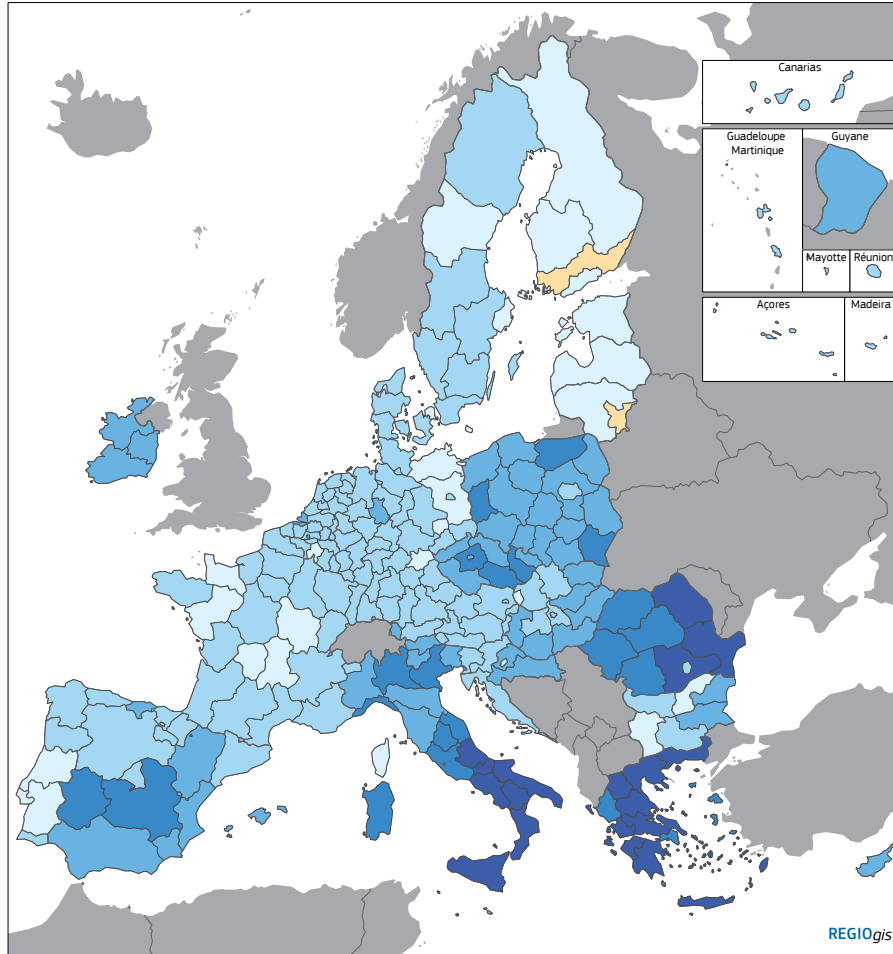 Canarias
Guadeloupe
Martinique
Guyane
Mayotte
Réunion
Açores
Madeira
REGIOgis